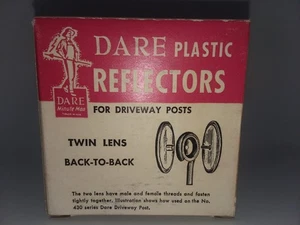 DARE PLASTIC
REFLECTORS
DARE
Minute Man
FOR DRIVEWAY POSTS
TWIN LENS
BACK-TO-BACK
The two lens have male and female threads and fasten
tightly together. Illustration shows how used on the No.
420 series Dare Driveway Post.